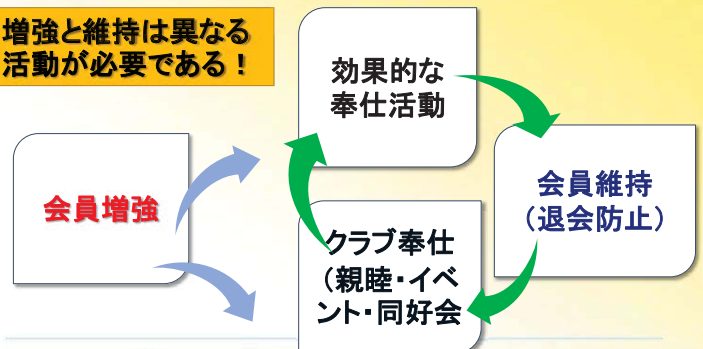 増強と維持は異なる
活動が必要である！
効果的な
奉仕活動
会員増強
会員維持
（退会防止）
クラブ奉仕
（親睦・イベ
ント・同好会